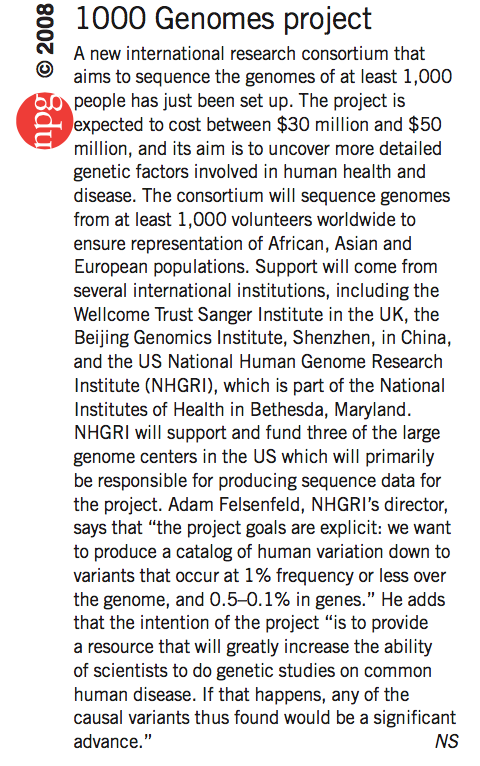 © 2008
npg
1000 Genomes project
A new international research consortium that
aims to sequence the genomes of at least 1,000
people has just been set up. The project is
expected to cost between $30 million and $50
million, and its aim is to uncover more detailed
genetic factors involved in human health and
disease. The consortium will sequence genomes
from at least 1,000 volunteers worldwide to
ensure representation of African, Asian and
European populations. Support will come from
several international institutions, including the
Wellcome Trust Sanger Institute in the UK, the
Beijing Genomics Institute, Shenzhen, in China,
and the US National Human Genome Research
Institute (NHGRI), which is part of the National
Institutes of Health in Bethesda, Maryland.
NHGRI will support and fund three of the large
genome centers in the US which will primarily
be responsible for producing sequence data for
the project. Adam Felsenfeld, NHGRI’s director,
says that “the project goals are explicit: we want
to produce a catalog of human variation down to
variants that occur at 1% frequency or less over
the genome, and 0.5–0.1% in genes.” He adds
that the intention of the project “is to provide
a resource that will greatly increase the ability
of scientists to do genetic studies on common
human disease. If that happens, any of the
causal variants thus found would be a significant
advance.” NS